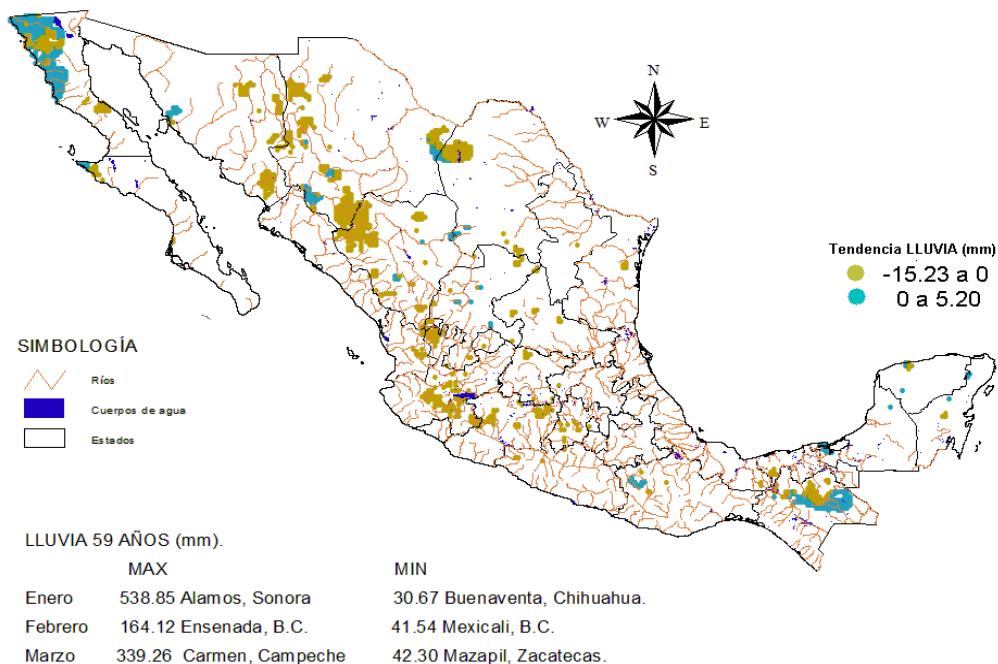 N
W E
S
Tendencia LLUVIA (mm)
-15.23 a 0
0 a 5.20
SIMBOLOGÍA
Ríos
Cuerpos de agua
Estados
LLUVIA 59 AÑOS (mm).
MAX MIN
Enero 538.85 Alamos, Sonora 30.67 Buenaventa, Chihuahua.
Febrero 164.12 Ensenada, B.C. 41.54 Mexicali, B.C.
Marzo 339.26 Carmen, Campeche 42.30 Mazapil, Zacatecas.